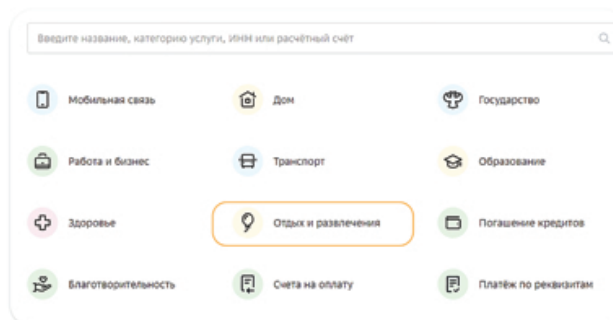 Введите название, категорию услуги, ИНН или расчётный счёт
Мобильная связь
Дом
Государство
Работа и бизнес
Транспорт
Образование
Здоровье
Отдых и развлечения
Погашение кредитов
Благотворительность
Счета на оплату
Платёж по реквизитам